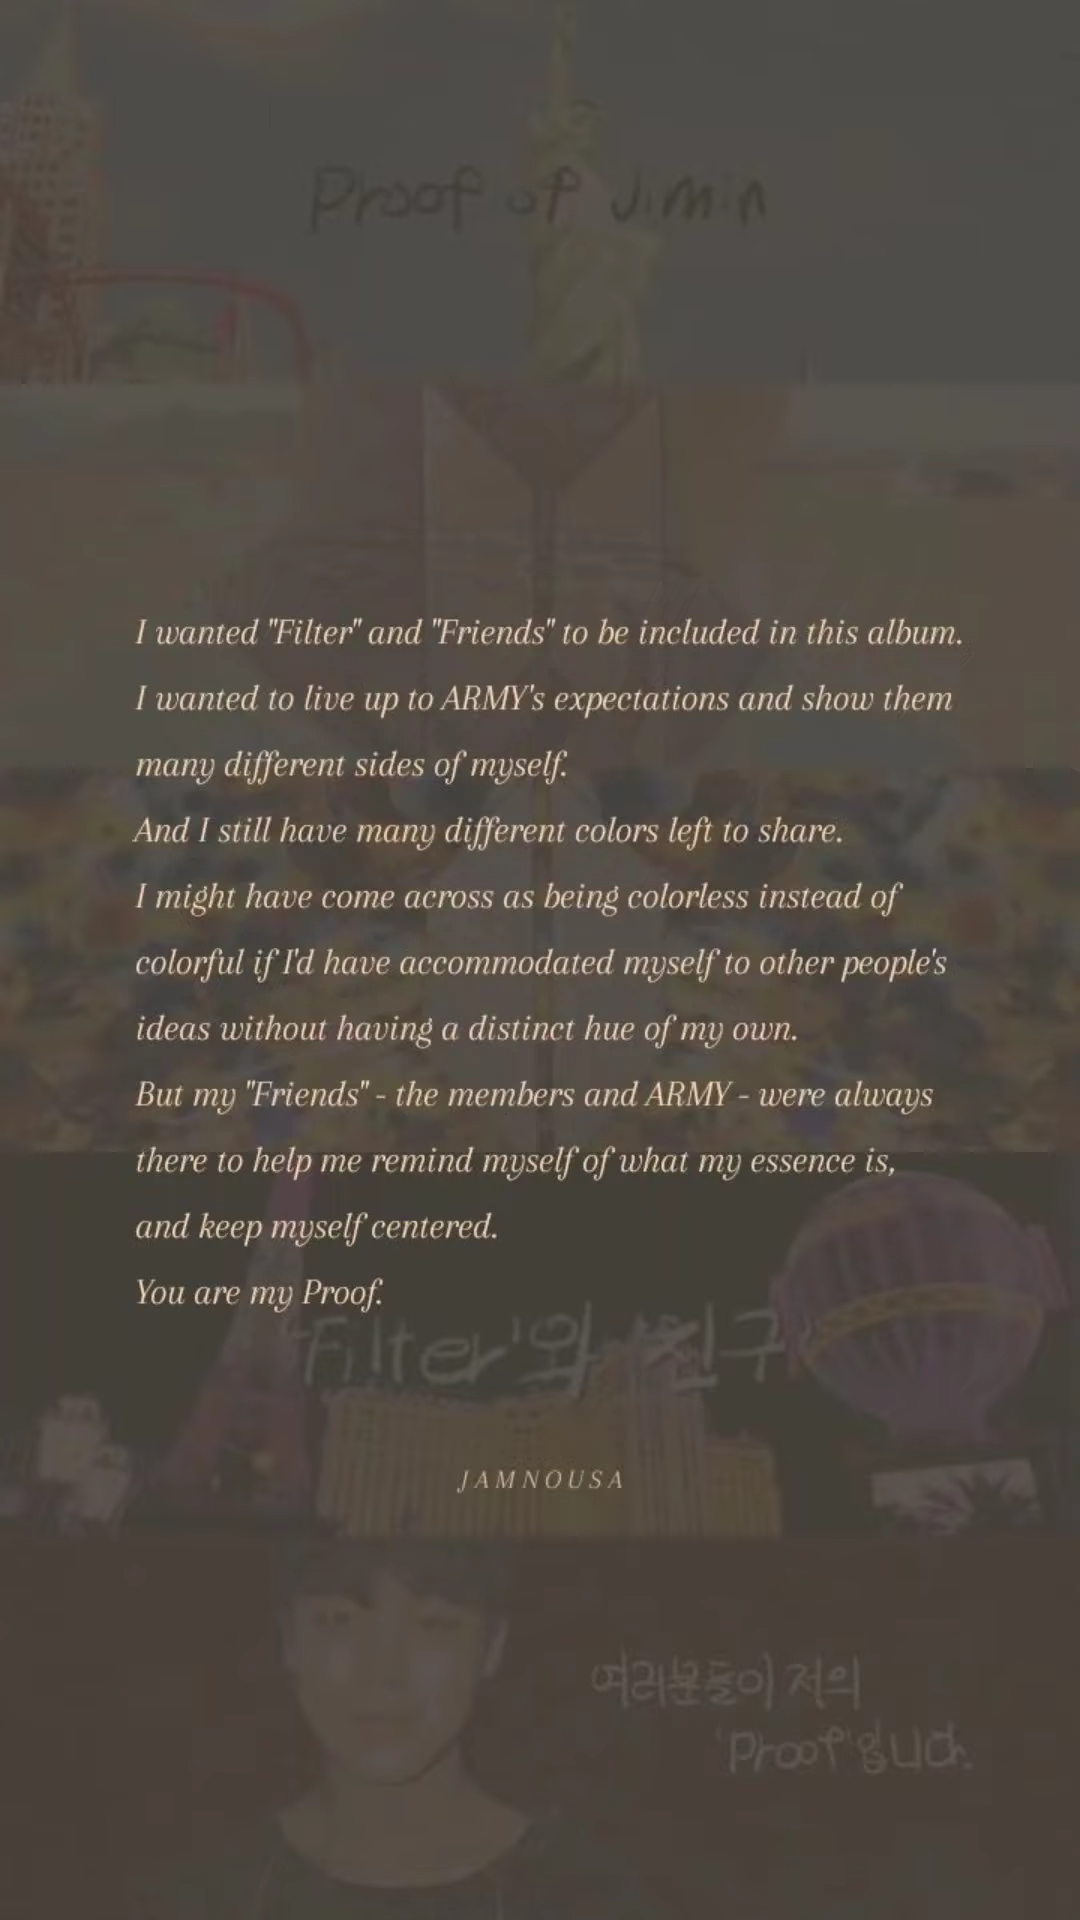 Proof of Jimin
I wanted "Filter" and "Friends" to be included in this album.
I wanted to live up to ARMY's expectations and show them
many different sides of myself.
And I still have many different colors left to share.
I might have come across as being colorless instead of
colorful if I'd have accommodated myself to other people's
ideas without having a distinct hue of my own.
But my "Friends" - the members and ARMY - were always
there to help me remind myself of what my essence is,
and keep myself centered.
You are my Proof.
'Filter'와 '친구'
JAMNOUSA
여러분들이 저의
'Proof'입니다.